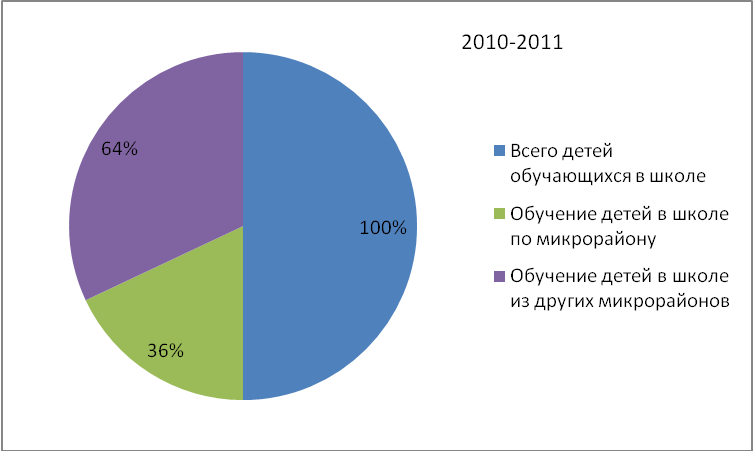 2010-2011
64%
100%
36%
Всего детей
обучающихся в школе
Обучение детей в школе
по микрорайону
Обучение детей в школе
из других микрорайонов